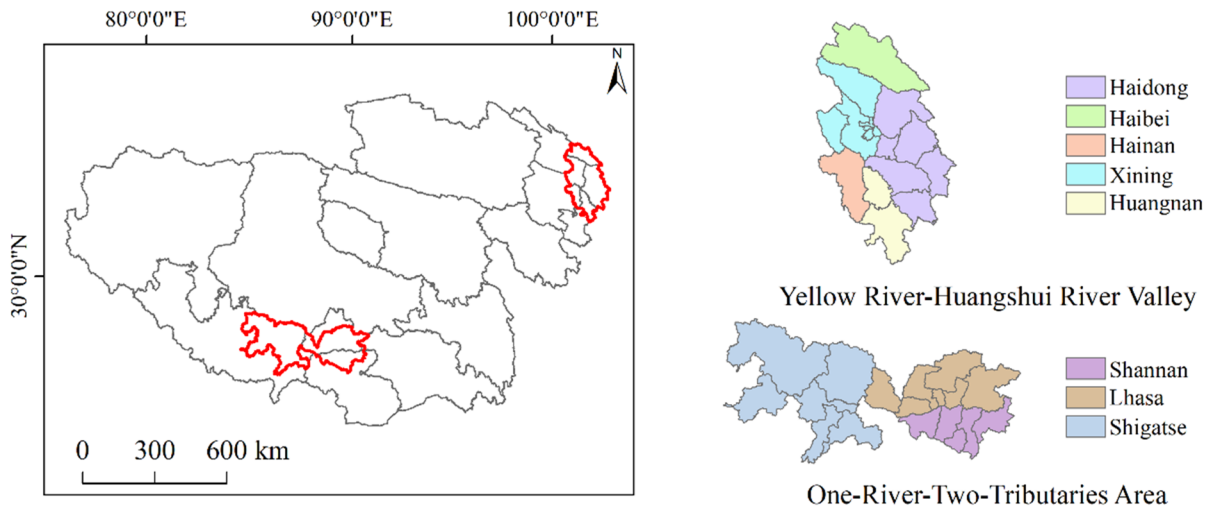 80°0'0"E
90°0'0"E
100°0'0"E
N
30°0'0"N
0
300
600 km
Haidong
Haibei
Hainan
Xining
Huangnan
Yellow River-Huangshui River Valley
Shannan
Lhasa
Shigatse
One-River-Two-Tributaries Area